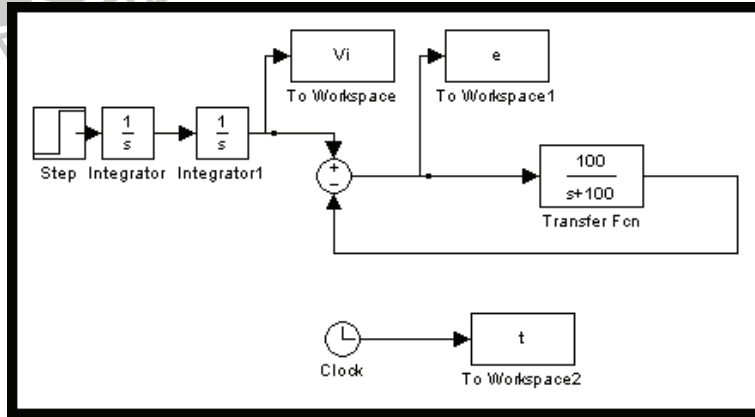 Vi
e
To Workspace
To Workspace1
1
s
1
s
Step
Integrator
Integrator1
+
−
100
s+100
Transfer Fcn
t
Clock
To Workspace2